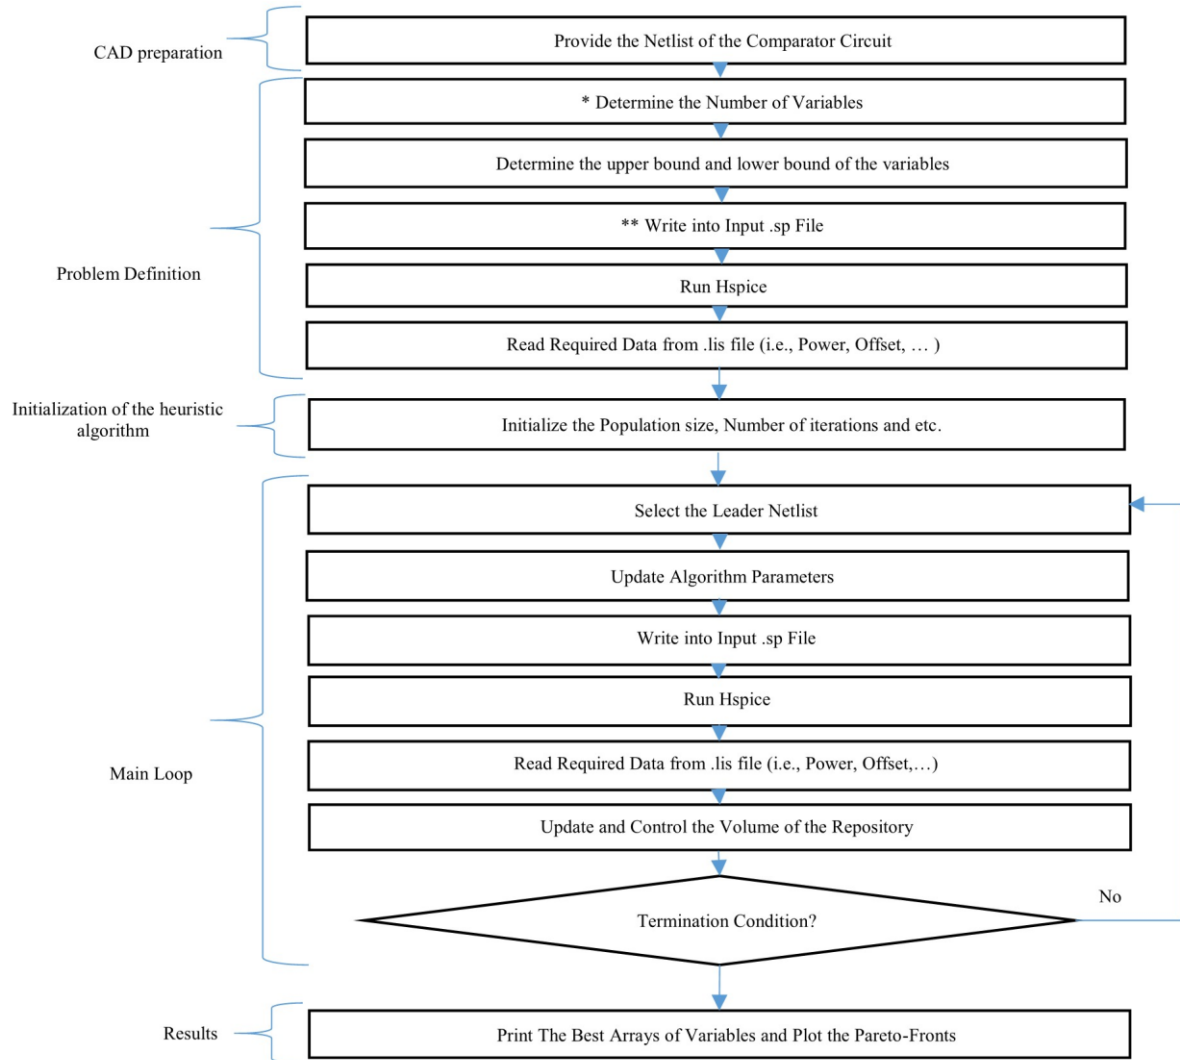 CAD preparation
Provide the Netlist of the Comparator Circuit
Problem Definition
* Determine the Number of Variables
Determine the upper bound and lower bound of the variables
** Write into Input .sp File
Run Hspice
Read Required Data from .lis file (i.e., Power, Offset, … )
Initialization of the heuristic
algorithm
Initialize the Population size, Number of iterations and etc.
Main Loop
Select the Leader Netlist
Update Algorithm Parameters
Write into Input .sp File
Run Hspice
Read Required Data from .lis file (i.e., Power, Offset,…)
Update and Control the Volume of the Repository
Termination Condition?
No
Results
Print The Best Arrays of Variables and Plot the Pareto-Fronts